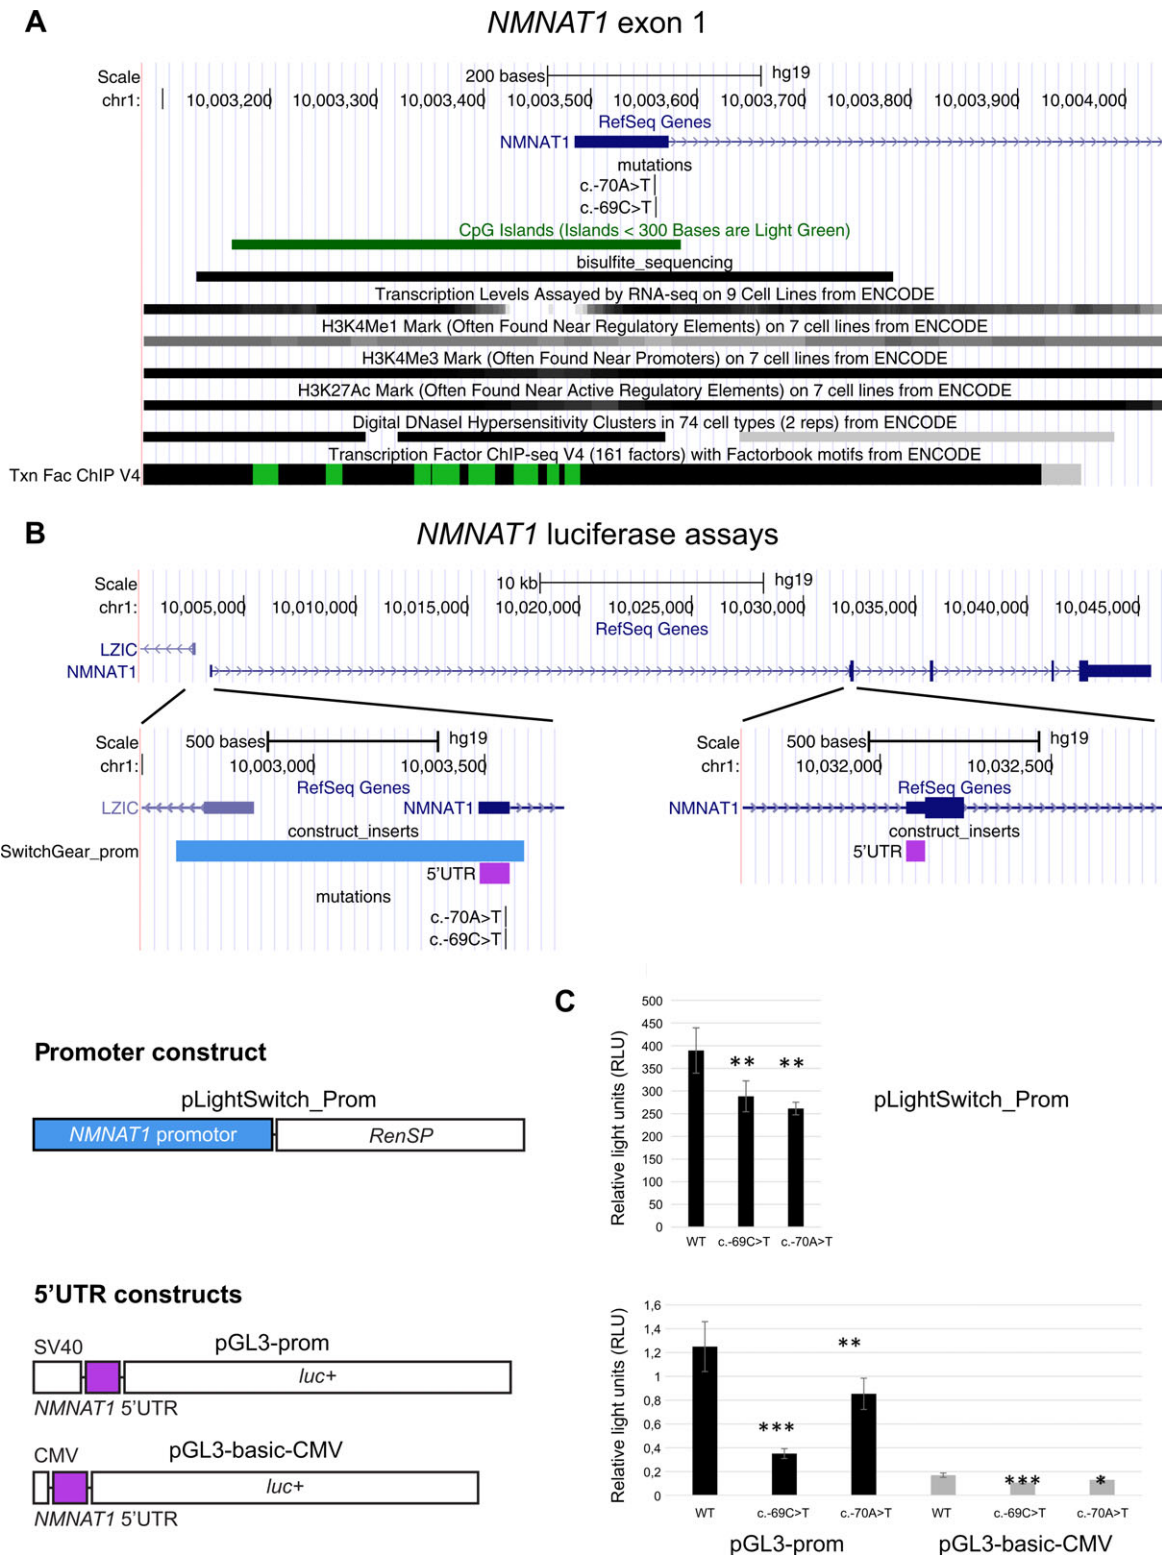 A
NMNAT1 exon 1
Scale
200 bases
hg19
chr1:
10,003,200
10,003,300
10,003,400
10,003,500
10,003,600
10,003,700
10,003,800
10,003,900
10,004,000
RefSeq Genes
NMNAT1
mutations
c.-70A>T
c.-69C>T
CpG Islands (Islands < 300 Bases are Light Green)
bisulfite_sequencing
Transcription Levels Assayed by RNA-seq on 9 Cell Lines from ENCODE
H3K4Me1 Mark (Often Found Near Regulatory Elements) on 7 cell lines from ENCODE
H3K4Me3 Mark (Often Found Near Promoters) on 7 cell lines from ENCODE
H3K27Ac Mark (Often Found Near Active Regulatory Elements) on 7 cell lines from ENCODE
Digital DNaseI Hypersensitivity Clusters in 74 cell types (2 reps) from ENCODE
Transcription Factor ChIP-seq V4 (161 factors) with Factorbook motifs from ENCODE
Txn Fac ChIP V4
B
NMNAT1 luciferase assays
Scale
10 kb
hg19
chr1:
10,005,000
10,010,000
10,015,000
10,020,000
10,025,000
10,030,000
10,035,000
10,040,000
10,045,000
RefSeq Genes
LZIC
NMNAT1
Scale
500 bases
hg19
chr1:
10,003,000
10,003,500
RefSeq Genes
LZIC
NMNAT1
construct_inserts
SwitchGear_prom
5'UTR
mutations
c.-70A>T
c.-69C>T
Scale
500 bases
hg19
chr1:
10,032,000
10,032,500
RefSeq Genes
NMNAT1
construct_inserts
5'UTR
Promoter construct
pLightSwitch_Prom
NMNAT1 promotor
RenSP
5'UTR constructs
SV40
pGL3-prom
luc+
NMNAT1 5'UTR
CMV
pGL3-basic-CMV
luc+
NMNAT1 5'UTR
C
Relative light units (RLU)
500
450
400
350
300
250
200
150
100
50
0
**
**
WT
c.-69C>T
c.-70A>T
pLightSwitch_Prom
Relative light units (RLU)
1,6
1,4
1,2
1
0,8
0,6
0,4
0,2
0
***
**
***
*
WT
c.-69C>T
c.-70A>T
WT
c.-69C>T
c.-70A>T
pGL3-prom
pGL3-basic-CMV